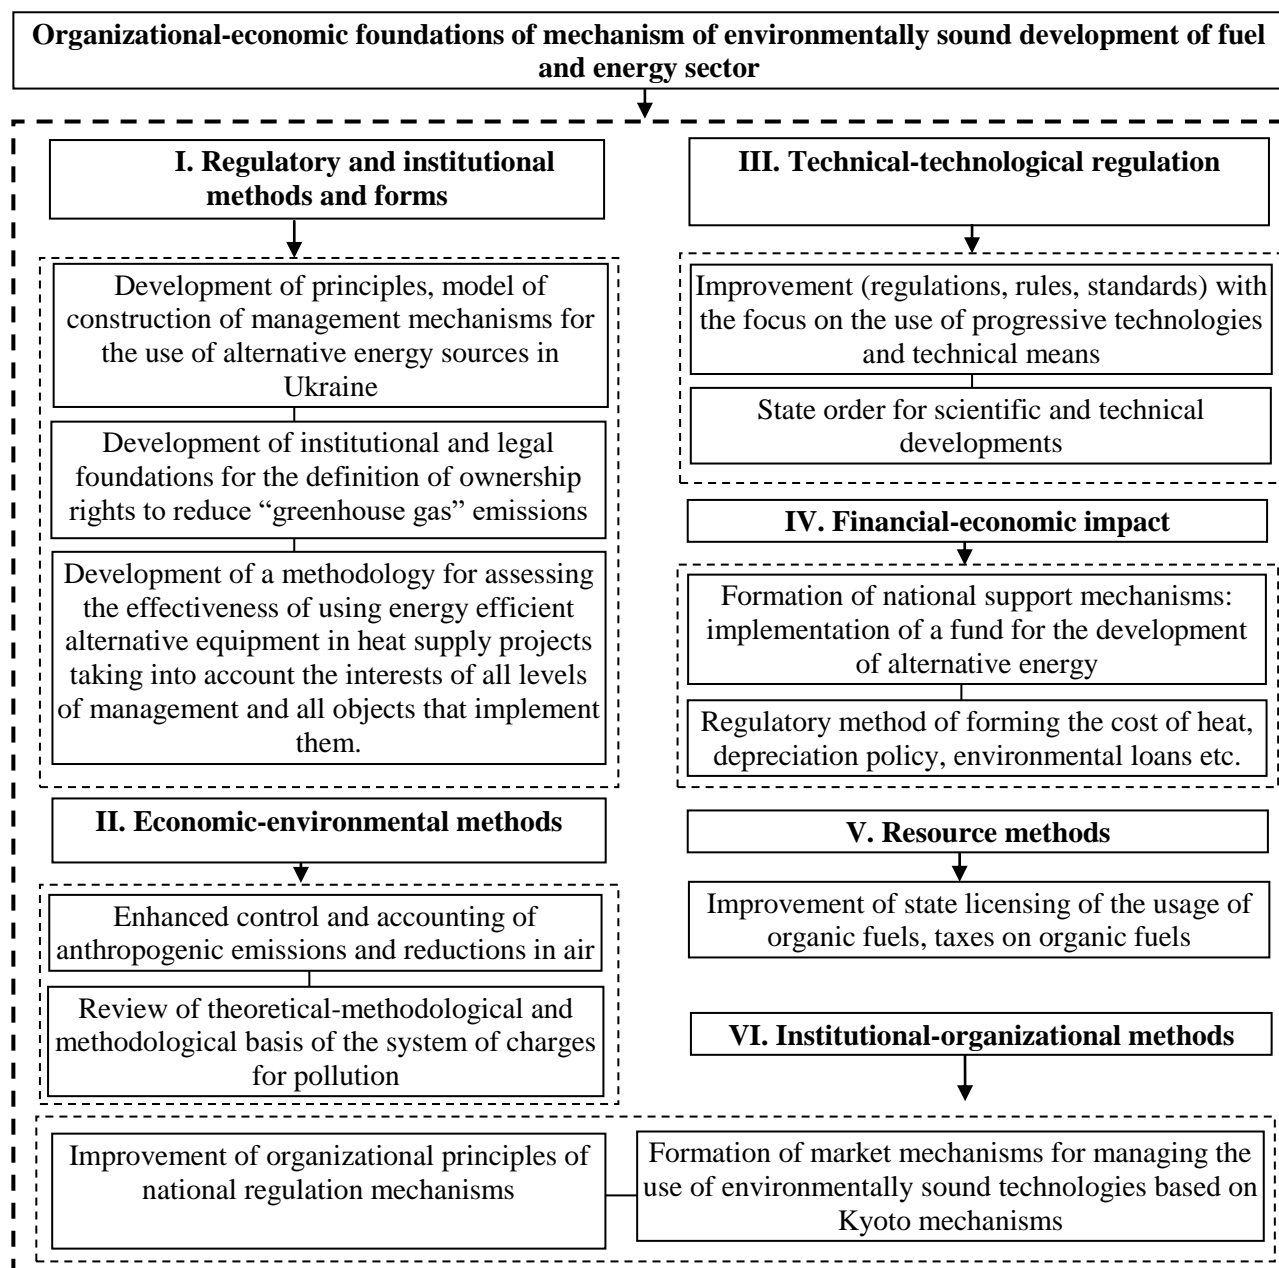 Organizational-economic foundations of mechanism of environmentally sound development of fuel
and energy sector
I. Regulatory and institutional
methods and forms
Development of principles, model of
construction of management mechanisms for
the use of alternative energy sources in
Ukraine
Development of institutional and legal
foundations for the definition of ownership
rights to reduce “greenhouse gas” emissions
Development of a methodology for assessing
the effectiveness of using energy efficient
alternative equipment in heat supply projects
taking into account the interests of all levels
of management and all objects that implement
them.
II. Economic-environmental methods
Enhanced control and accounting of
anthropogenic emissions and reductions in air
Review of theoretical-methodological and
methodological basis of the system of charges
for pollution
III. Technical-technological regulation
Improvement (regulations, rules, standards) with
the focus on the use of progressive technologies
and technical means
State order for scientific and technical
developments
IV. Financial-economic impact
Formation of national support mechanisms:
implementation of a fund for the development
of alternative energy
Regulatory method of forming the cost of heat,
depreciation policy, environmental loans etc.
V. Resource methods
Improvement of state licensing of the usage of
organic fuels, taxes on organic fuels
VI. Institutional-organizational methods
Improvement of organizational principles of
national regulation mechanisms
Formation of market mechanisms for managing the
use of environmentally sound technologies based on
Kyoto mechanisms